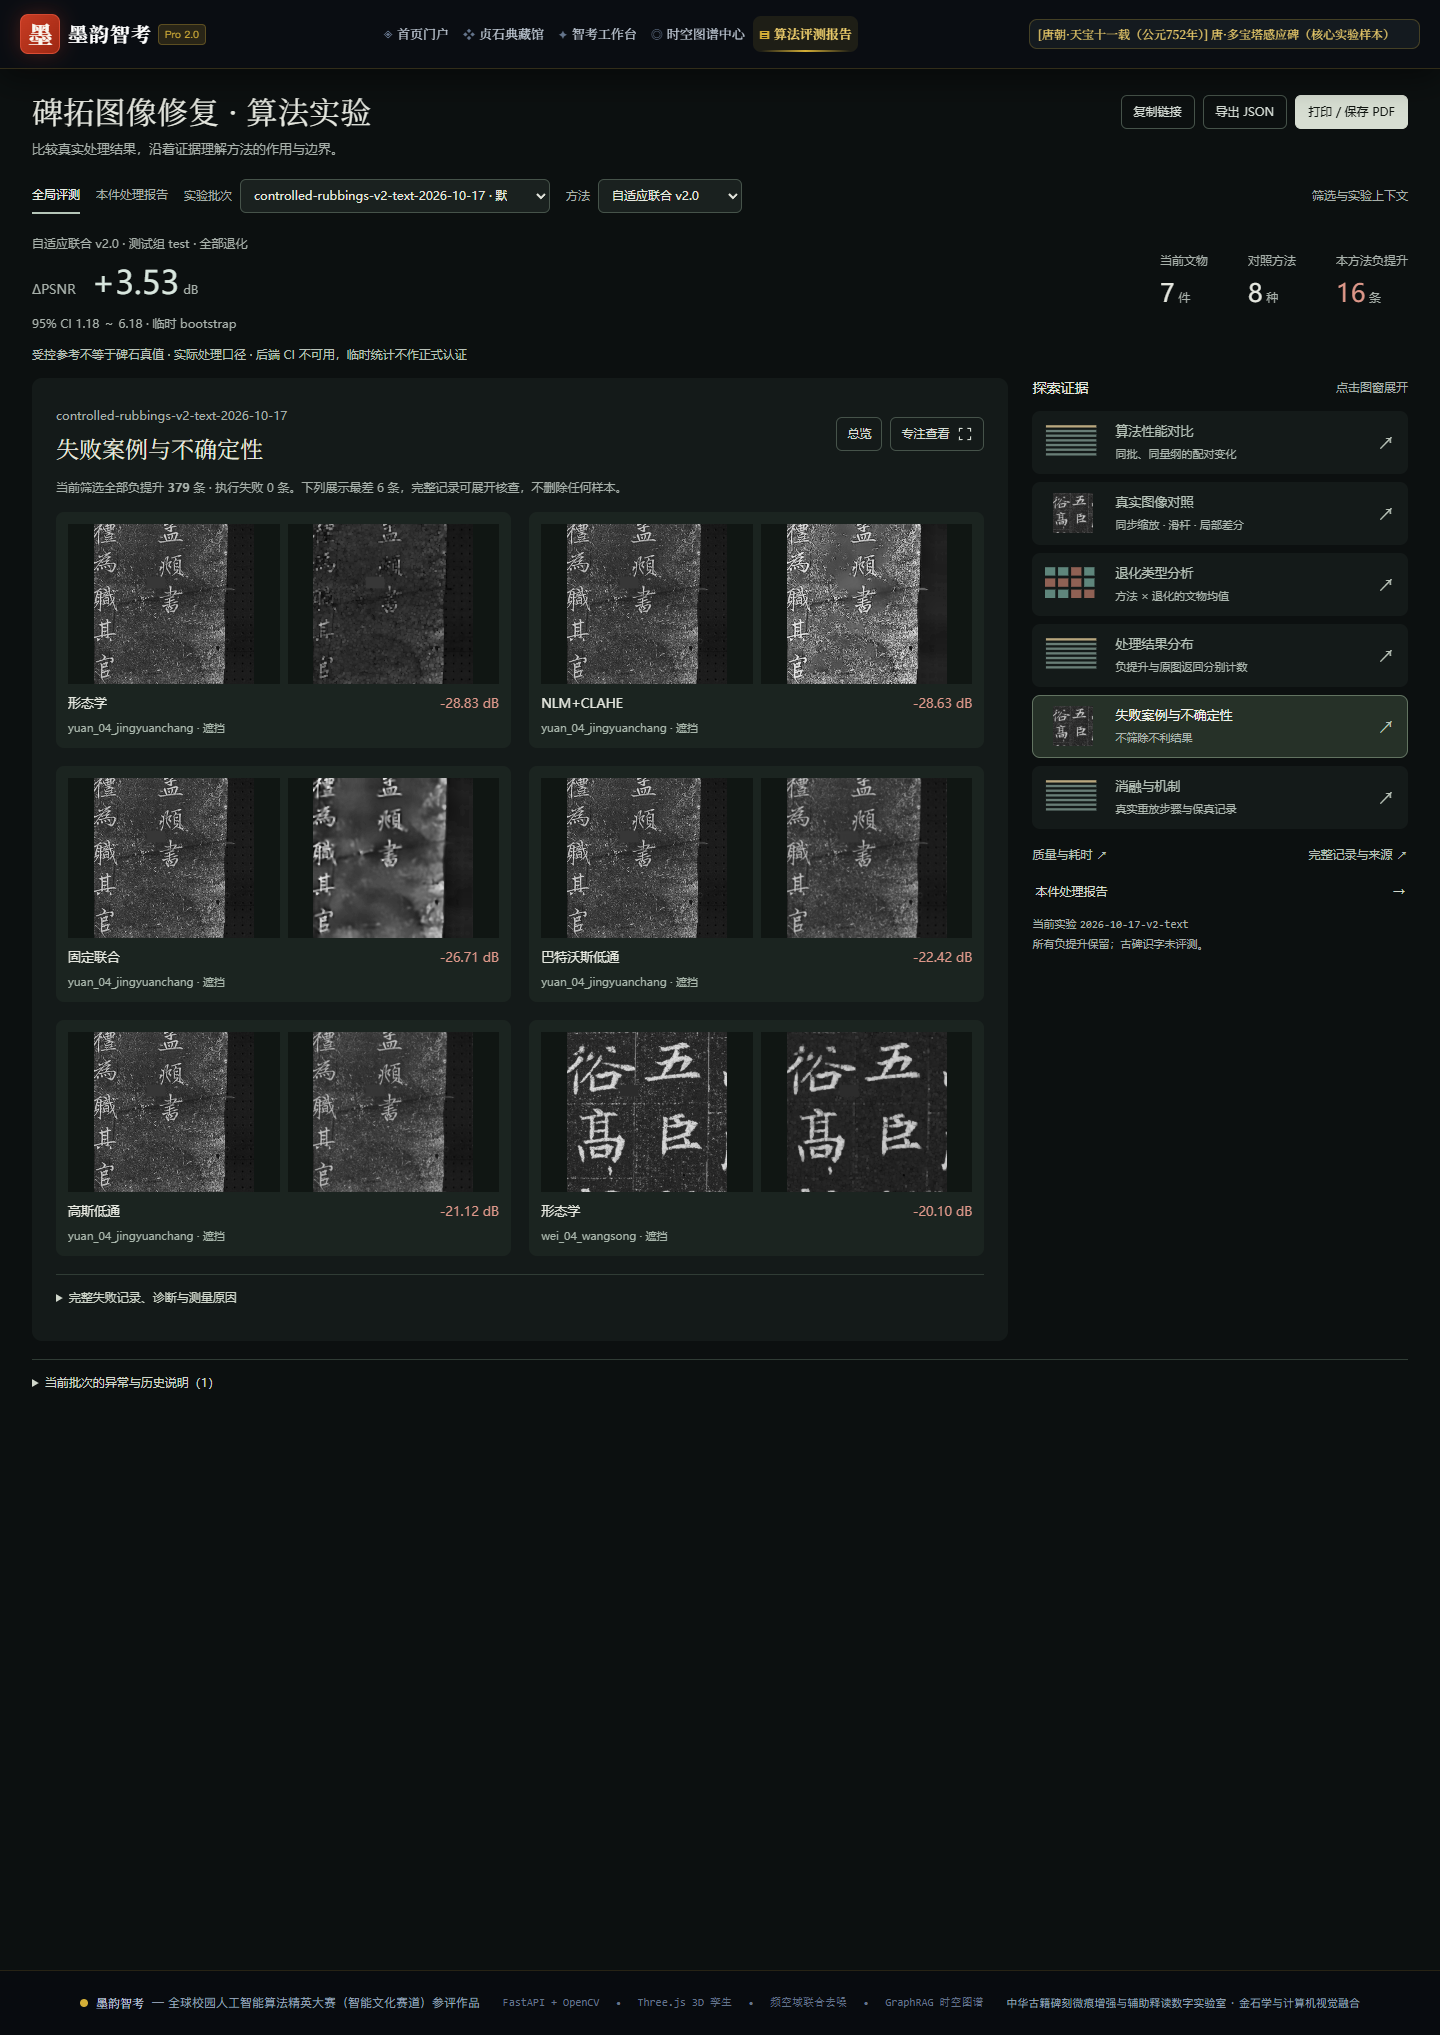 墨 墨韵智考 Pro 2.0
首页门户 贞石典藏馆 智考工作台 时空图谱中心 算法评测报告
[唐朝·天宝十一载（公元752年）] 唐·多宝塔感应碑（核心实验样本）
碑拓图像修复 · 算法实验
复制链接 导出 JSON 打印 / 保存 PDF
比较真实处理结果，沿着证据理解方法的作用与边界。
全局评测 本件处理报告 实验批次 controlled-rubbings-v2-text-2026-10-17 · 默 方法 自适应联合 v2.0 筛选与实验上下文
自适应联合 v2.0 · 测试组 test · 全部退化
ΔPSNR +3.53 dB
95% CI 1.18 ～ 6.18 · 临时 bootstrap
当前文物 对照方法 本方法负提升
7 件 8 种 16 条
受控参考不等于碑石真值 · 实际处理口径 · 后端 CI 不可用，临时统计不作正式认证
controlled-rubbings-v2-text-2026-10-17
失败案例与不确定性
总览 专注查看
当前筛选全部负提升 379 条 · 执行失败 0 条。下列展示最差 6 条，完整记录可展开核查，不删除任何样本。
形态学 -28.83 dB
yuan_04_jingyuanchang · 遮挡
NLM+CLAHE -28.63 dB
yuan_04_jingyuanchang · 遮挡
固定联合 -26.71 dB
yuan_04_jingyuanchang · 遮挡
巴特沃斯低通 -22.42 dB
yuan_04_jingyuanchang · 遮挡
高斯低通 -21.12 dB
yuan_04_jingyuanchang · 遮挡
俗 五
高 臣
形态学 -20.10 dB
wei_04_wangsong · 遮挡
完整失败记录、诊断与测量原因
探索证据 点击图窗展开
算法性能对比
同批、同量纲的配对变化
真实图像对照
同步缩放 · 滑杆 · 局部差分
退化类型分析
方法 × 退化的文物均值
处理结果分布
负提升与原图返回分别计数
失败案例与不确定性
不筛除不利结果
消融与机制
真实重放步骤与保真记录
质量与耗时 ↗ 完整记录与来源 ↗
本件处理报告 →
当前实验 2026-10-17-v2-text
所有负提升保留；古碑识字未评测。
当前批次的异常与历史说明（1）
墨韵智考 — 全球校园人工智能算法精英大赛（智能文化赛道）参评作品 FastAPI + OpenCV • Three.js 3D 孪生 • 频空域联合去噪 • GraphRAG 时空图谱 中华古籍碑刻微痕增强与辅助释读数字实验室 · 金石学与计算机视觉融合